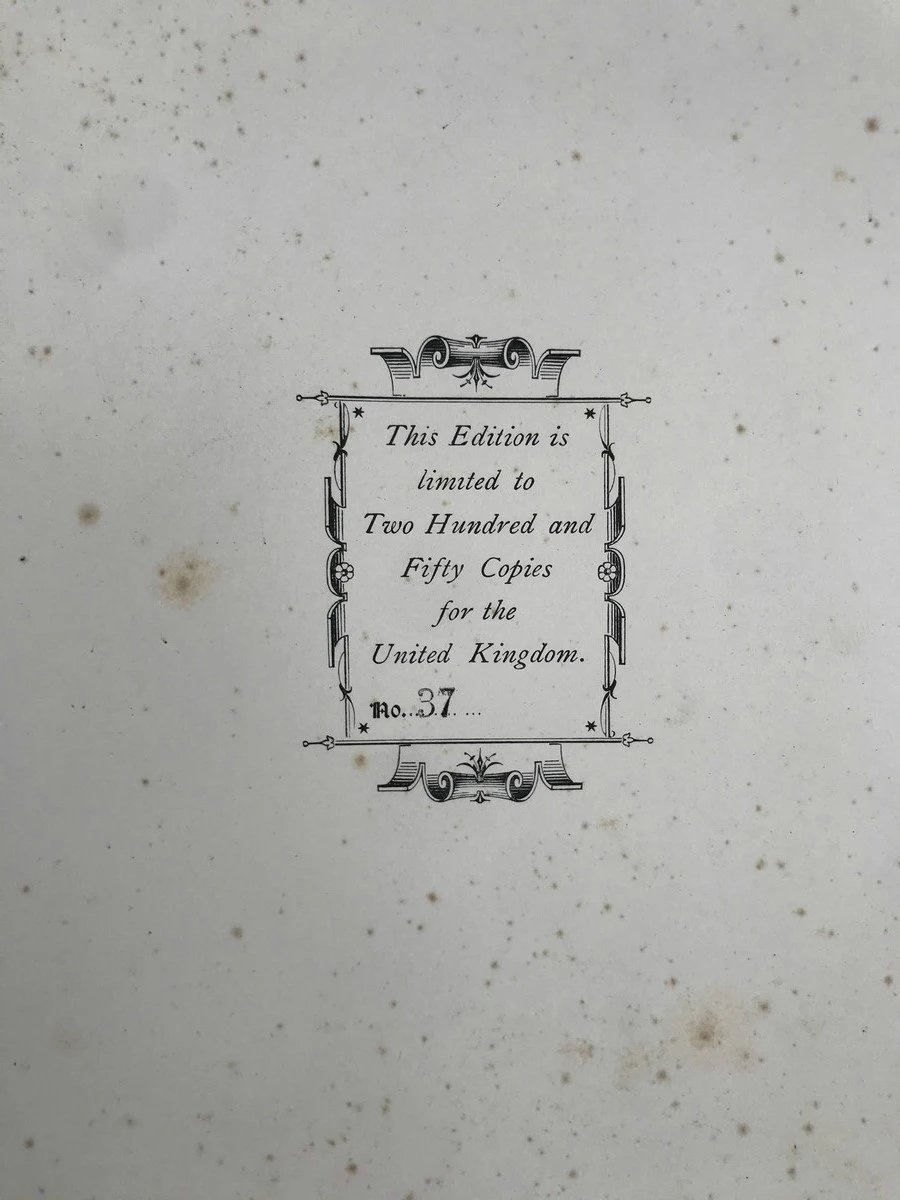 This Edition is
limited to
Two Hundred and
Fifty Copies
for the
United Kingdom.
No...37...